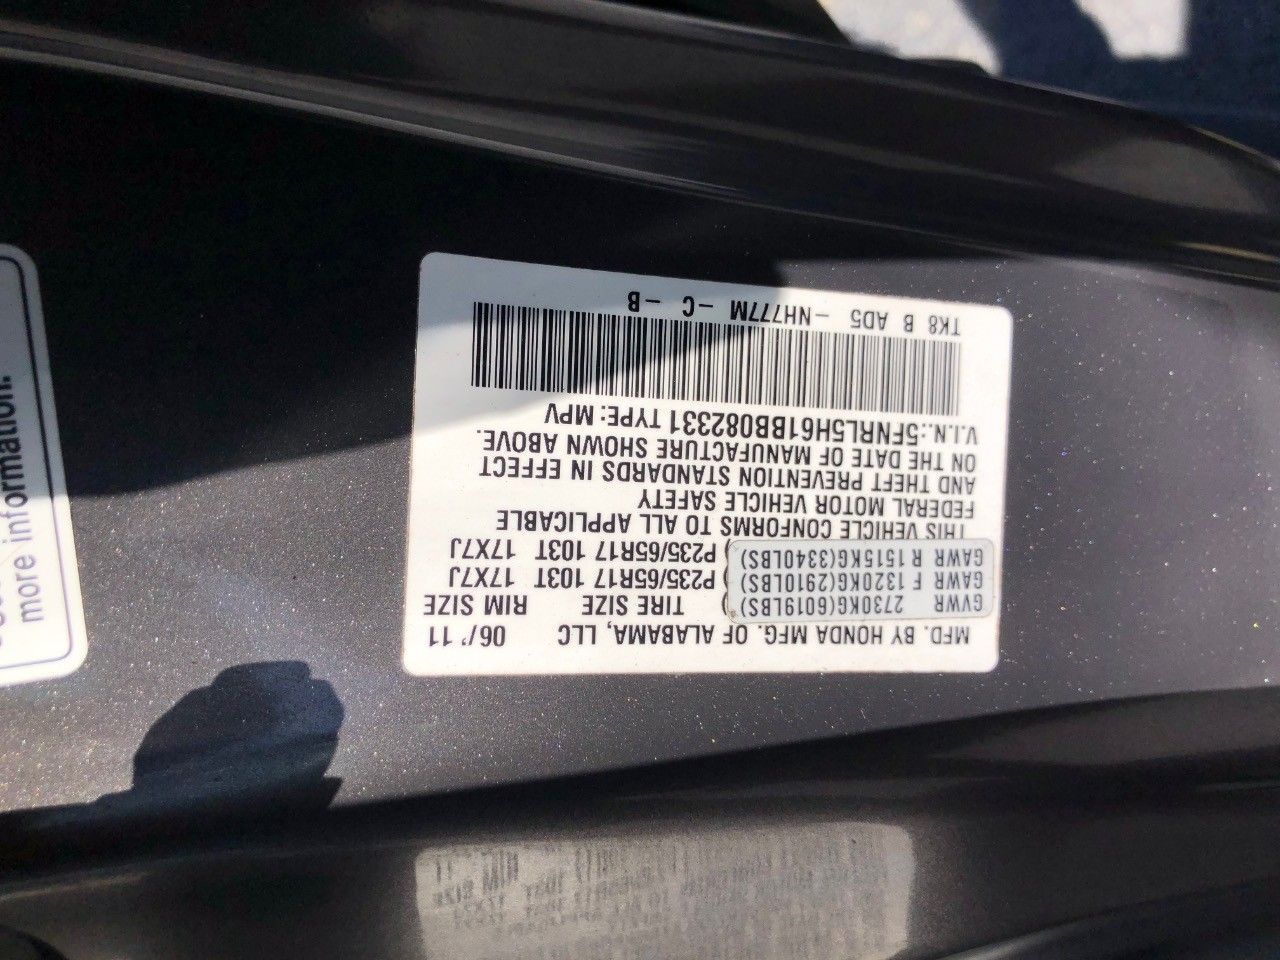 MFD. BY HONDA MFG. OF ALABAMA, LLC 06/'11
GVWR 2730KG(6019LBS) TIRE SIZE RIM SIZE
GAWR F 1320KG(2910LBS) P235/65R17 103T 17X7J
GAWR R 1515KG(3340LBS) P235/65R17 103T 17X7J
THIS VEHICLE CONFORMS TO ALL APPLICABLE
FEDERAL MOTOR VEHICLE SAFETY
AND THEFT PREVENTION STANDARDS IN EFFECT
ON THE DATE OF MANUFACTURE SHOWN ABOVE.
V.I.N.:5FNRL5H61BB082331 TYPE: MPV
TK8 B AD5 -NH777M -C -B
more information.